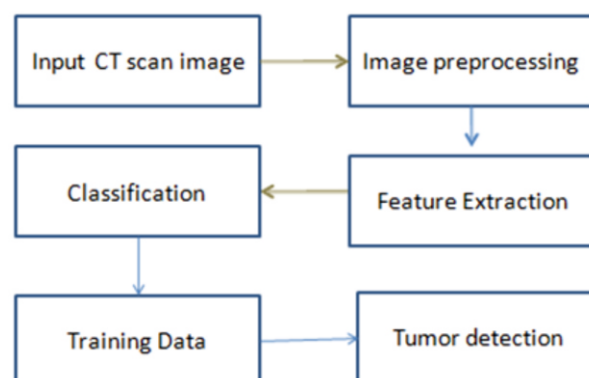 Input CT scan image
Image preprocessing
Feature Extraction
Classification
Training Data
Tumor detection